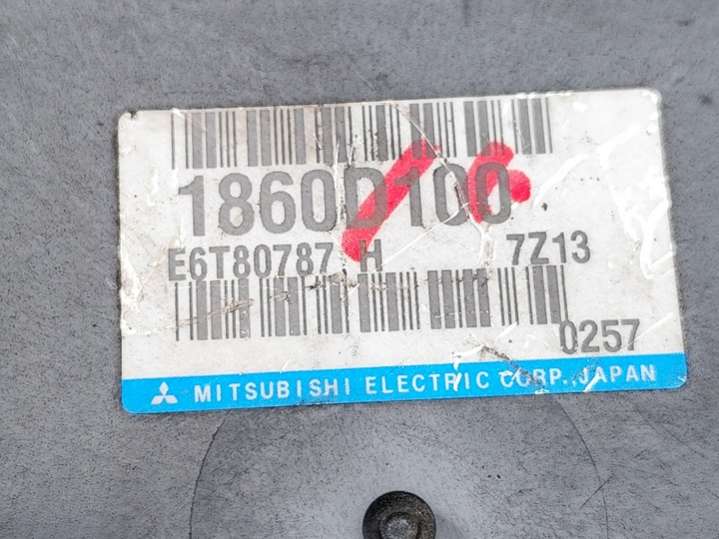 1860D100
E6T80787 H 7Z13
0257
MITSUBISHI ELECTRIC CORP., JAPAN